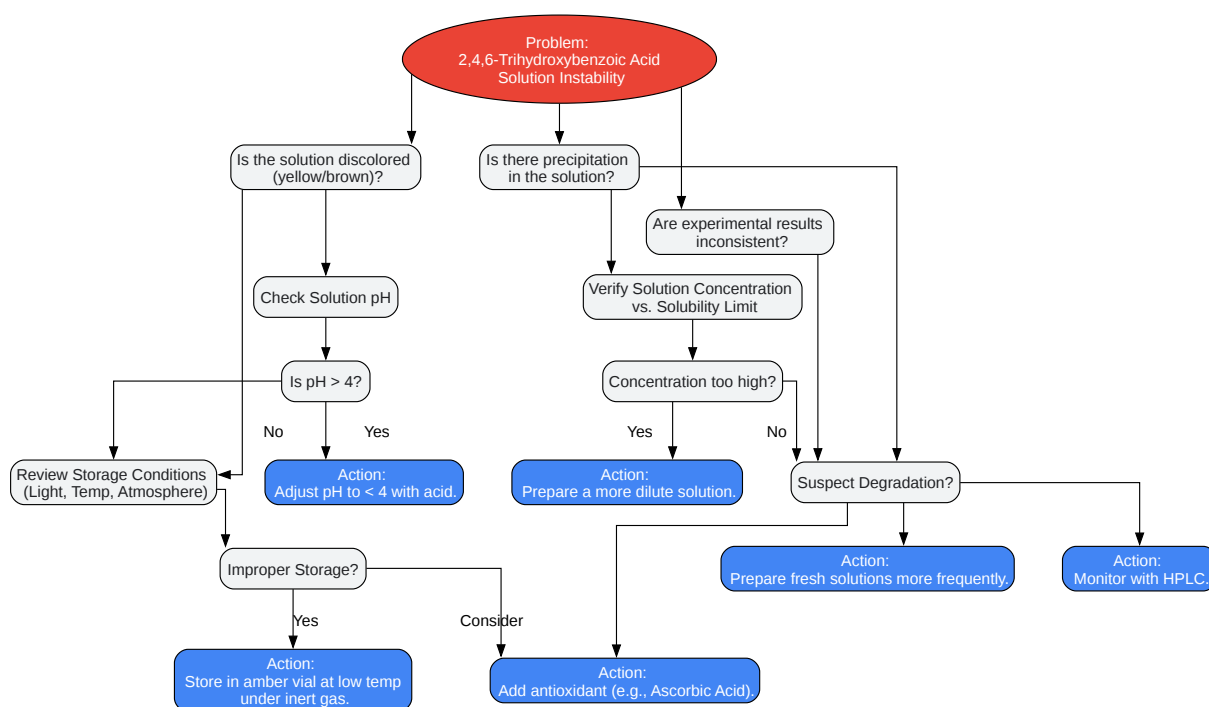 Problem:
2,4,6-Trihydroxybenzoic Acid
Solution Instability
Is the solution discolored
(yellow/brown)?
Is there precipitation
in the solution?
Are experimental results
inconsistent?
Check Solution pH
Verify Solution Concentration
vs. Solubility Limit
Is pH > 4?
Concentration too high?
No
Yes
Yes
No
Review Storage Conditions
(Light, Temp, Atmosphere)
Action:
Adjust pH to < 4 with acid.
Action:
Prepare a more dilute solution.
Suspect Degradation?
Improper Storage?
Action:
Prepare fresh solutions more frequently.
Action:
Monitor with HPLC.
Yes
Consider
Action:
Store in amber vial at low temp
under inert gas.
Action:
Add antioxidant (e.g., Ascorbic Acid).